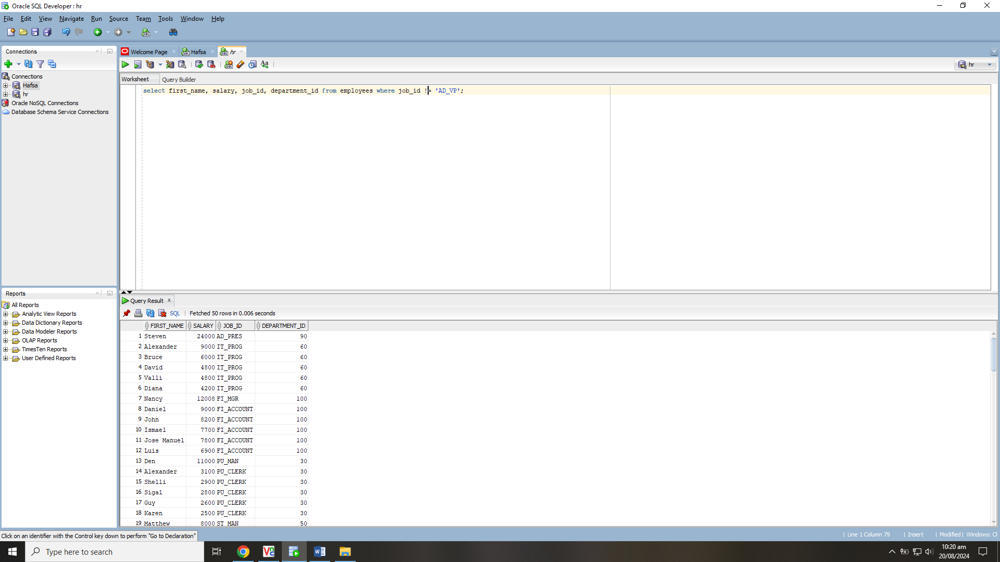 Oracle SQL Developer : hr
File Edit View Navigate Run Source Team Tools Window Help
Connections
Welcome Page
Hafsa
hr
hr
Worksheet
Query Builder
select first_name, salary, job_id, department_id from employees where job_id != 'AD_VP';
Connections
Hafsa
hr
Oracle NoSQL Connections
Database Schema Service Connections
Reports
All Reports
Analytic View Reports
Data Dictionary Reports
Data Modeler Reports
OLAP Reports
TimesTen Reports
User Defined Reports
Query Result
SQL | Fetched 50 rows in 0.006 seconds
FIRST_NAME SALARY JOB_ID DEPARTMENT_ID
1 Steven 24000 AD_PRES 90
2 Alexander 9000 IT_PROG 60
3 Bruce 6000 IT_PROG 60
4 David 4800 IT_PROG 60
5 Valli 4800 IT_PROG 60
6 Diana 4200 IT_PROG 60
7 Nancy 12008 FI_MGR 100
8 Daniel 9000 FI_ACCOUNT 100
9 John 8200 FI_ACCOUNT 100
10 Ismael 7700 FI_ACCOUNT 100
11 Jose Manuel 7800 FI_ACCOUNT 100
12 Luis 6900 FI_ACCOUNT 100
13 Den 11000 PU_MAN 30
14 Alexander 3100 PU_CLERK 30
15 Shelli 2900 PU_CLERK 30
16 Sigal 2800 PU_CLERK 30
17 Guy 2600 PU_CLERK 30
18 Karen 2500 PU_CLERK 30
19 Matthew 8000 ST_MAN 50
Click on an identifier with the Control key down to perform "Go to Declaration"
| Line 1 Column 79 | Insert | Modified | Windows: CF
Type here to search
10:20 am
20/08/2024